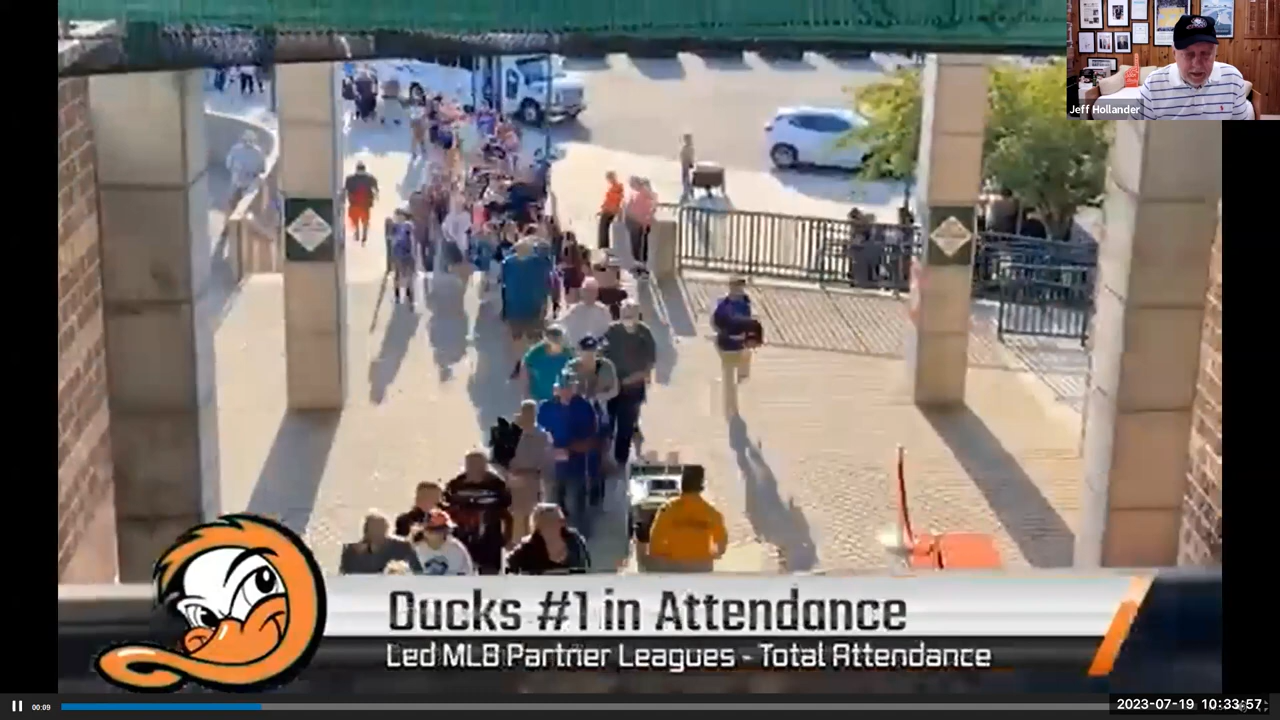 Jeff Hollander
Ducks #1 in Attendance
Led MLB Partner Leagues - Total Attendance
00:09
2023-07-19 10:33:57